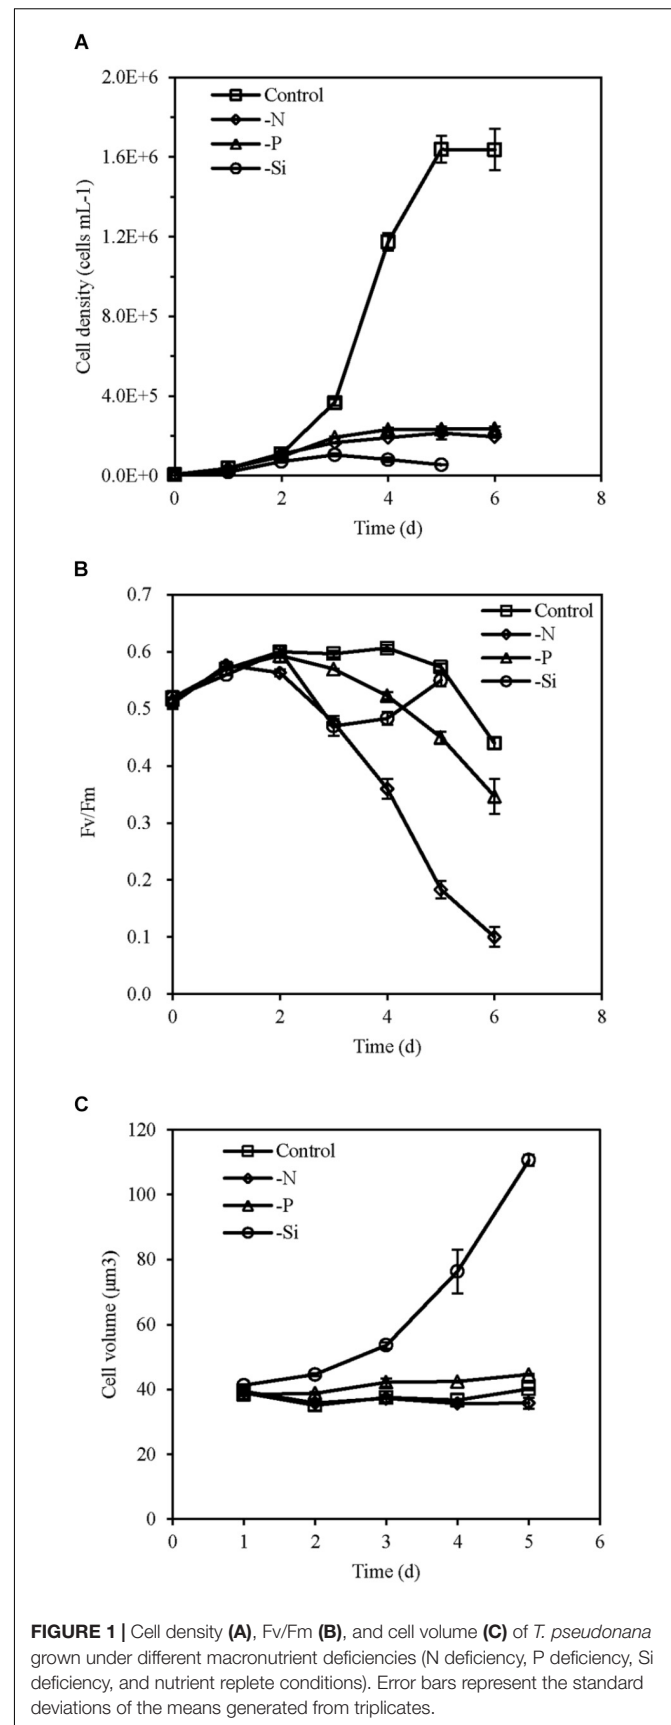 A
2.0E+6
1.6E+6
1.2E+6
8.0E+5
4.0E+5
0.0E+0
Cell density (cells mL-1)
Control
-N
-P
-Si
0 2 4 6 8
Time (d)
B
0.7
0.6
0.5
0.4
0.3
0.2
0.1
0.0
Fv/Fm
Control
-N
-P
-Si
0 2 4 6 8
Time (d)
C
120
100
80
60
40
20
0
Cell volume (µm3)
Control
-N
-P
-Si
0 1 2 3 4 5 6
Time (d)
FIGURE 1 | Cell density (A), Fv/Fm (B), and cell volume (C) of T. pseudonana
grown under different macronutrient deficiencies (N deficiency, P deficiency, Si
deficiency, and nutrient replete conditions). Error bars represent the standard
deviations of the means generated from triplicates.